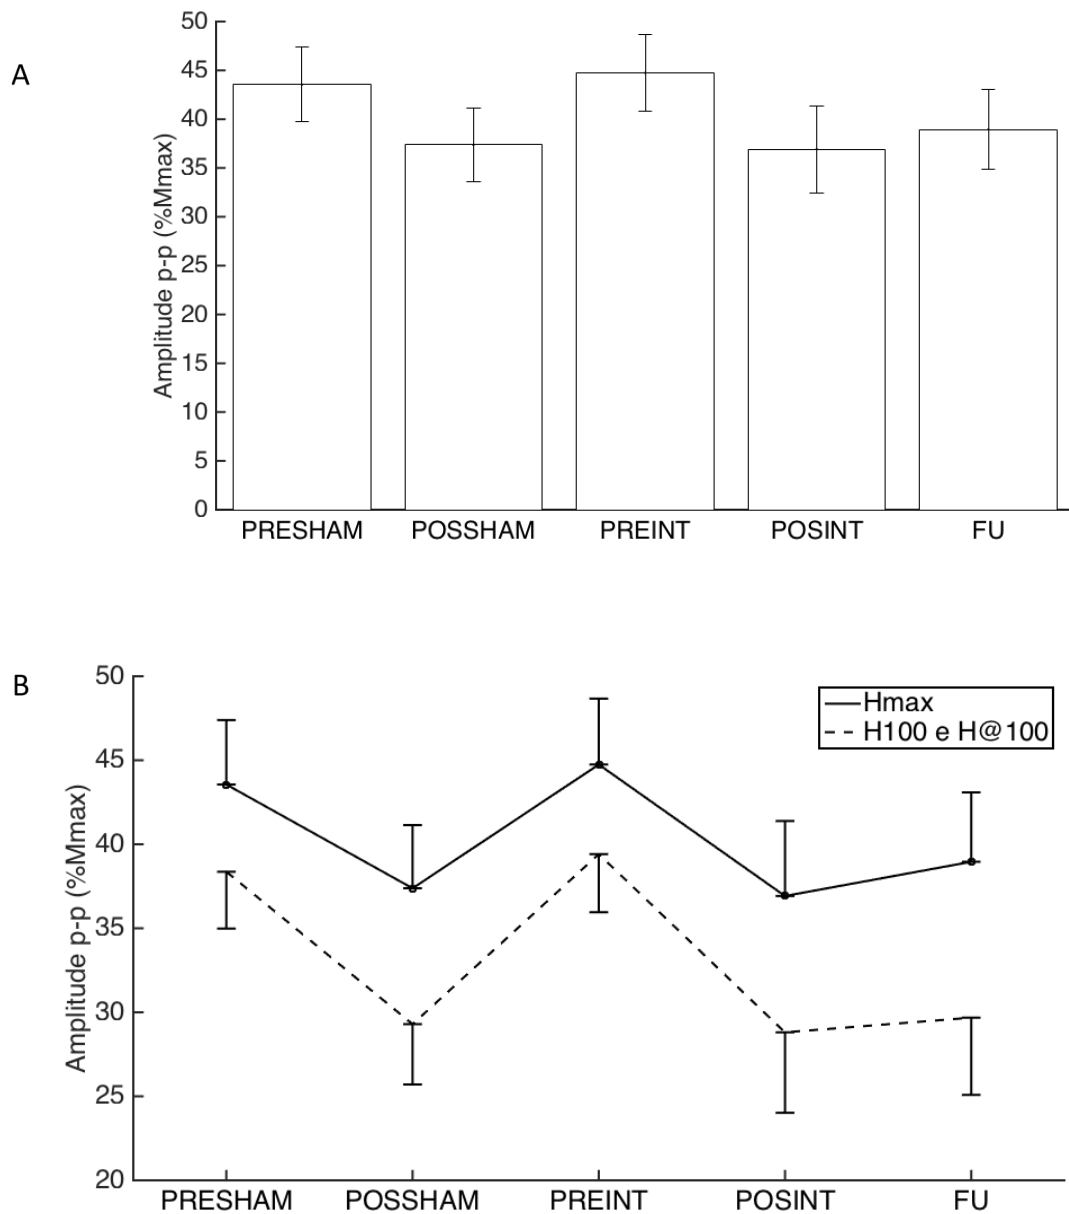 A
Amplitude p-p (%Mmax)
50
45
40
35
30
25
20
15
10
5
0
PRESHAM POSSHAM PREINT POSINT FU
B
Amplitude p-p (%Mmax)
50
45
40
35
30
25
20
Hmax
H100 e H@100
PRESHAM POSSHAM PREINT POSINT FU